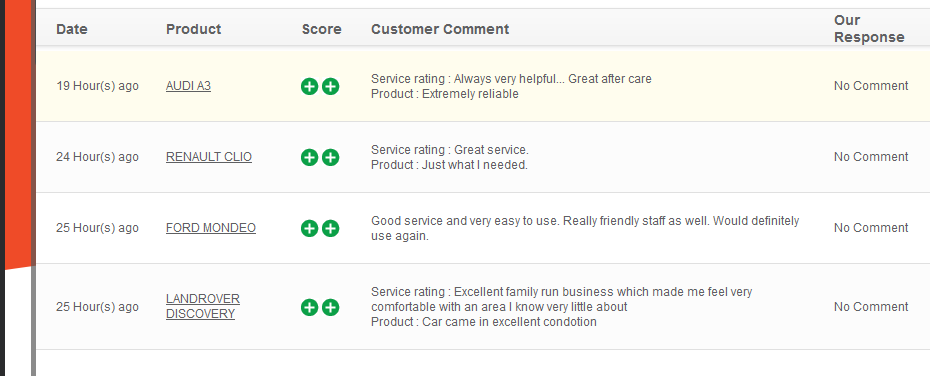 Date Product Score Customer Comment Our Response
19 Hour(s) ago AUDI A3 Service rating : Always very helpful... Great after care
Product : Extremely reliable
No Comment
24 Hour(s) ago RENAULT CLIO Service rating : Great service.
Product : Just what I needed.
No Comment
25 Hour(s) ago FORD MONDEO Good service and very easy to use. Really friendly staff as well. Would definitely
use again.
No Comment
25 Hour(s) ago LANDROVER
DISCOVERY
Service rating : Excellent family run business which made me feel very
comfortable with an area I know very little about
Product : Car came in excellent condotion
No Comment